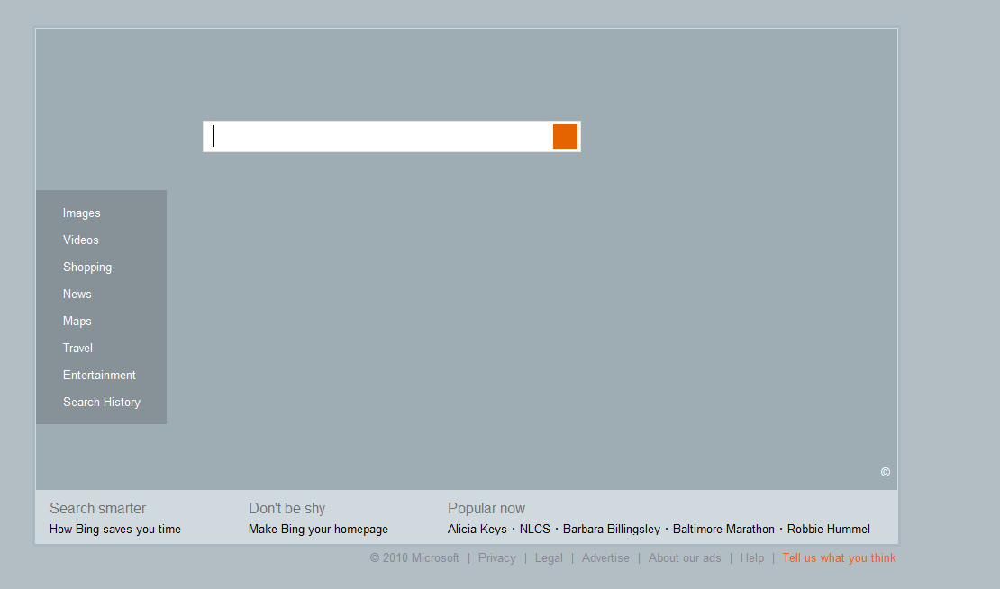 Images
Videos
Shopping
News
Maps
Travel
Entertainment
Search History
©
Search smarter
How Bing saves you time
Don't be shy
Make Bing your homepage
Popular now
Alicia Keys · NLCS · Barbara Billingsley · Baltimore Marathon · Robbie Hummel
© 2010 Microsoft | Privacy | Legal | Advertise | About our ads | Help | Tell us what you think